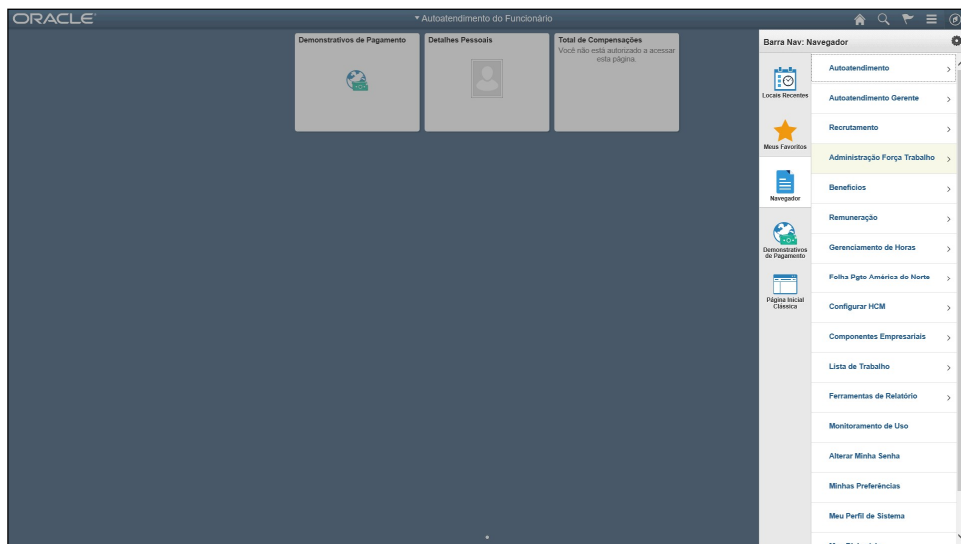 ORACLE
Autoatendimento do Funcionário
Demonstrativos de Pagamento
Detalhes Pessoais
Total de Compensações
Você não está autorizado a acessar
esta página.
Barra Nav: Navegador
Locais Recentes
Meus Favoritos
Navegador
Demonstrativos
de Pagamento
Página Inicial
Clássica
Autoatendimento
Autoatendimento Gerente
Recrutamento
Administração Força Trabalho
Benefícios
Remuneração
Gerenciamento de Horas
Folha Pgto América do Norte
Configurar HCM
Componentes Empresariais
Lista de Trabalho
Ferramentas de Relatório
Monitoramento de Uso
Alterar Minha Senha
Minhas Preferências
Meu Perfil de Sistema